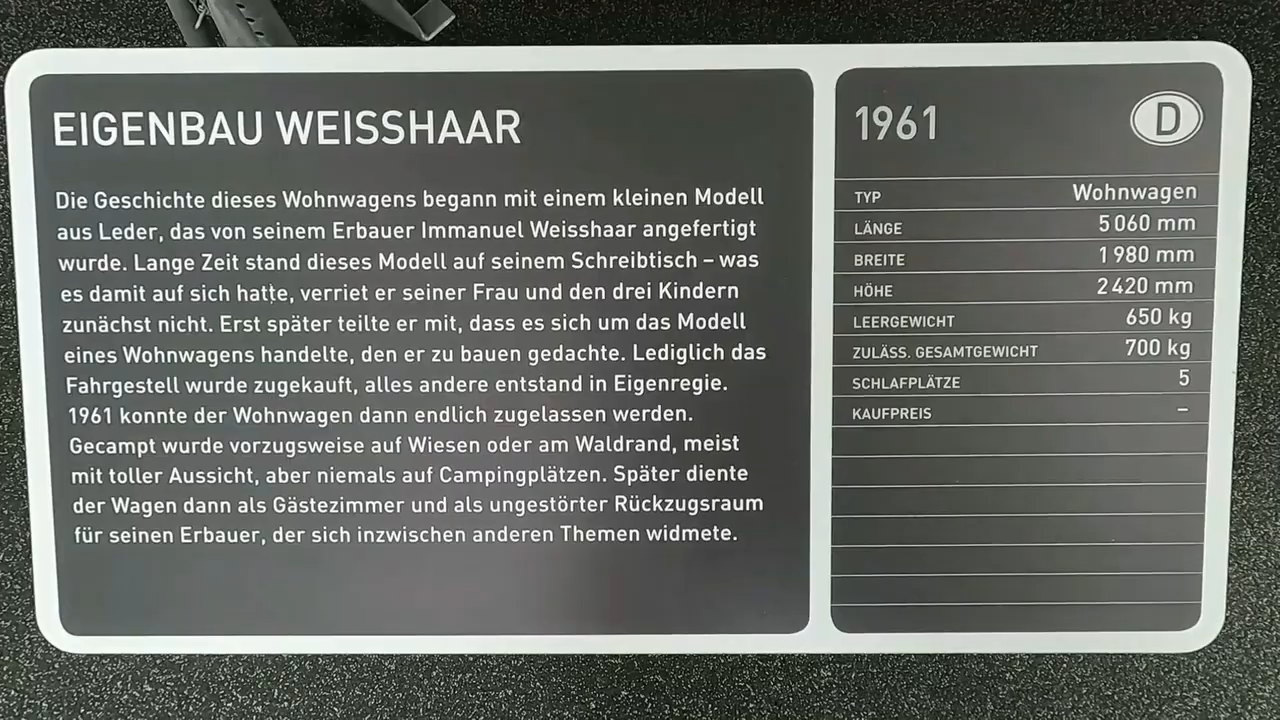 EIGENBAU WEISSHAAR
Die Geschichte dieses Wohnwagens begann mit einem kleinen Modell
aus Leder, das von seinem Erbauer Immanuel Weisshaar angefertigt
wurde. Lange Zeit stand dieses Modell auf seinem Schreibtisch – was
es damit auf sich hatte, verriet er seiner Frau und den drei Kindern
zunächst nicht. Erst später teilte er mit, dass es sich um das Modell
eines Wohnwagens handelte, den er zu bauen gedachte. Lediglich das
Fahrgestell wurde zugekauft, alles andere entstand in Eigenregie.
1961 konnte der Wohnwagen dann endlich zugelassen werden.
Gecampt wurde vorzugsweise auf Wiesen oder am Waldrand, meist
mit toller Aussicht, aber niemals auf Campingplätzen. Später diente
der Wagen dann als Gästezimmer und als ungestörter Rückzugsraum
für seinen Erbauer, der sich inzwischen anderen Themen widmete.
1961 D
TYP Wohnwagen
LÄNGE 5 060 mm
BREITE 1 980 mm
HÖHE 2 420 mm
LEERGEWICHT 650 kg
ZULÄSS. GESAMTGEWICHT 700 kg
SCHLAFPLÄTZE 5
KAUFPREIS –